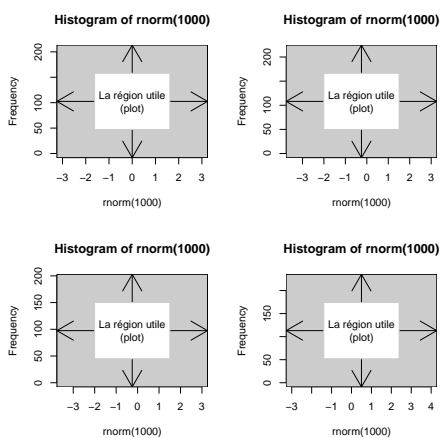 Histogram of rnorm(1000)
Frequency
200
100
50
0
La région utile
(plot)
−3 −2 −1 0 1 2 3
rnorm(1000)
Histogram of rnorm(1000)
Frequency
200
100
50
0
La région utile
(plot)
−3 −2 −1 0 1 2 3
rnorm(1000)
Histogram of rnorm(1000)
Frequency
200
150
100
50
0
La région utile
(plot)
−3 −2 −1 0 1 2 3
rnorm(1000)
Histogram of rnorm(1000)
Frequency
150
100
50
0
La région utile
(plot)
−3 −1 0 1 2 3 4
rnorm(1000)